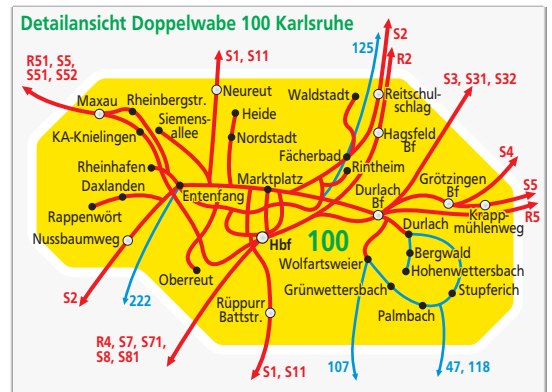 Detailansicht Doppelwabe 100 Karlsruhe
S2
125
R2
R51, S5,
S51, S52
S1, S11
S3, S31, S32
Maxau
Rheinbergstr.
Siemens-
allee
Neureut
Waldstadt
Reitschul-
schlag
Heide
KA-Knielingen
Nordstadt
Hagsfeld
Bf
S4
Fächerbad
Rheinhafen
Marktplatz
Rintheim
Grötzingen
Bf
Durlach
Bf
Daxlanden
Entenfang
S5
R5
Rappenwört
Krapp-
mühlenweg
Durlach
Nussbaumweg
Hbf
100
Bergwald
Wolfartsweier
Hohenwettersbach
Oberreut
Grünwettersbach
Stupferich
S2
222
Rüppurr
Battstr.
Palmbach
R4, S7, S71,
S8, S81
S1, S11
107
47, 118